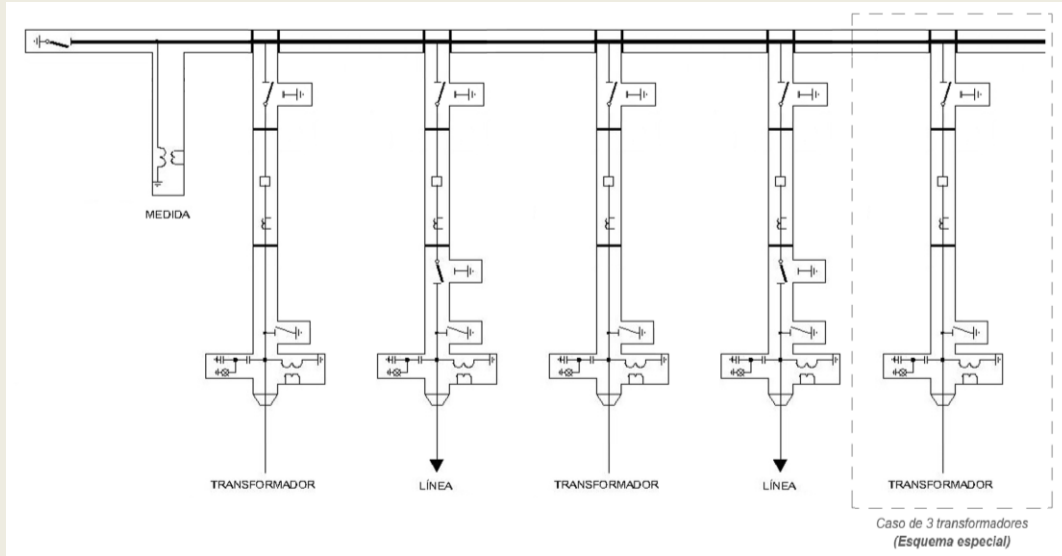 MEDIDA
TRANSFORMADOR
LÍNEA
TRANSFORMADOR
LÍNEA
TRANSFORMADOR
Caso de 3 transformadores
(Esquema especial)